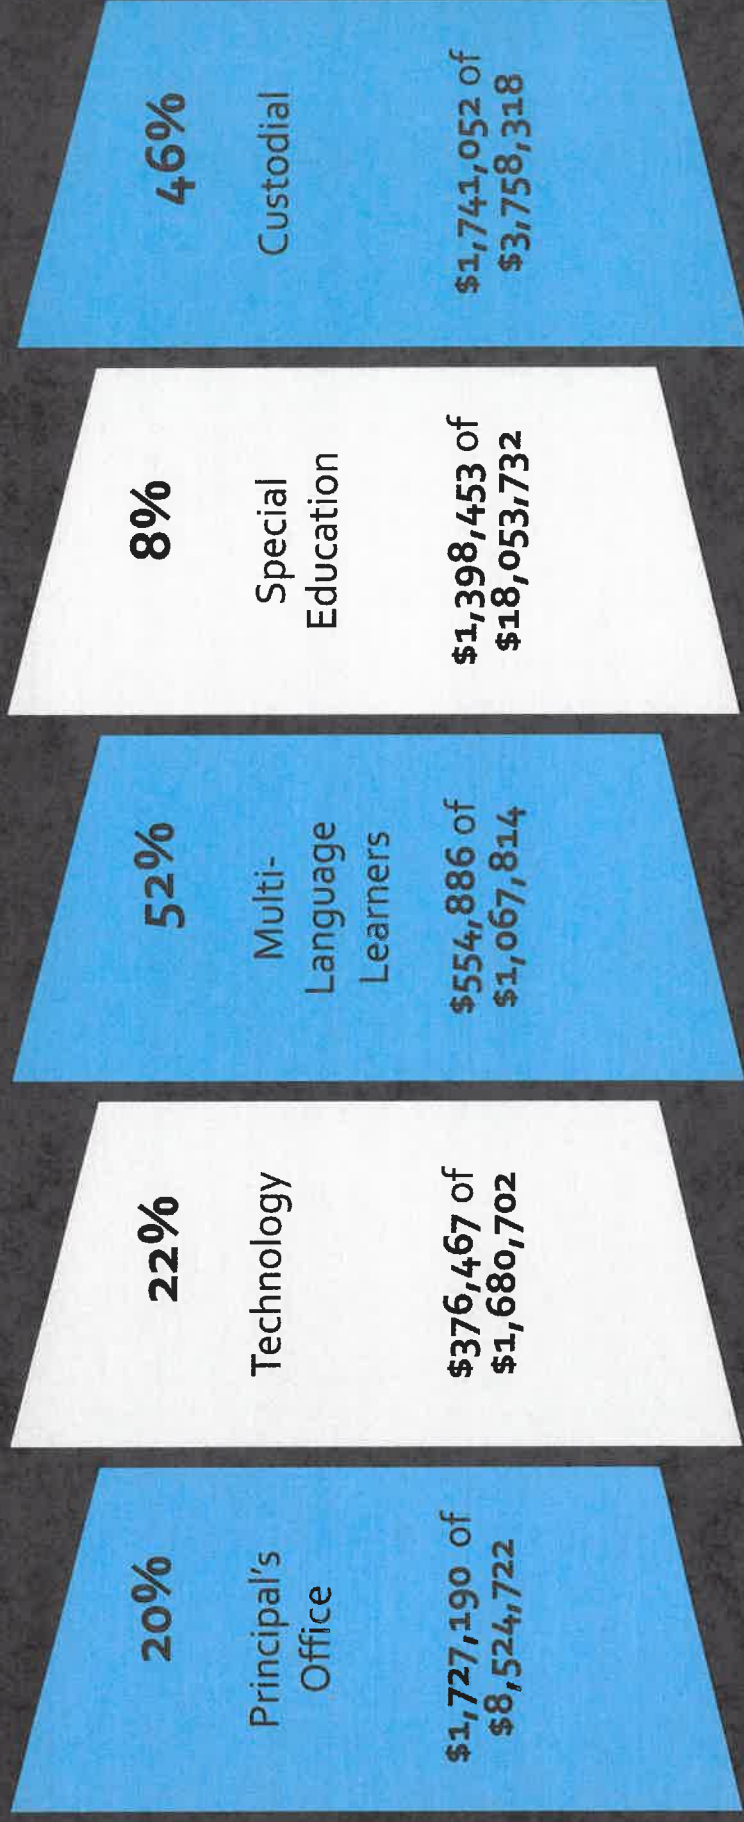 20%
Principal's
Office
$1,727,190 of
$8,524,722
22%
Technology
$376,467 of
$1,680,702
52%
Multi-
Language
Learners
$554,886 of
$1,067,814
8%
Special
Education
$1,398,453 of
$18,053,732
46%
Custodial
$1,741,052 of
$3,758,318